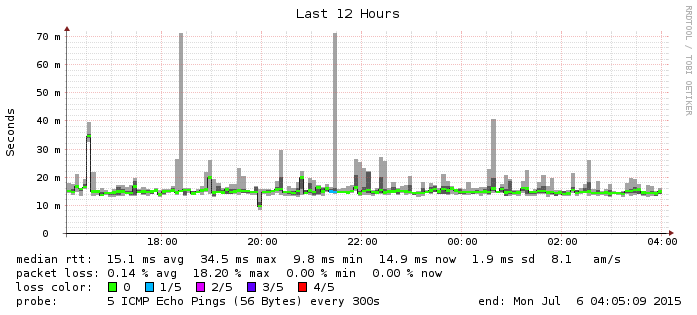 Last 12 Hours
RRDTOOL / TOBI OETIKER
Seconds
70 m
60 m
50 m
40 m
30 m
20 m
10 m
0
18:00 20:00 22:00 00:00 02:00 04:00
median rtt: 15.1 ms avg 34.5 ms max 9.8 ms min 14.9 ms now 1.9 ms sd 8.1 am/s
packet loss: 0.14 % avg 18.20 % max 0.00 % min 0.00 % now
loss color: 0 1/5 2/5 3/5 4/5
probe: 5 ICMP Echo Pings (56 Bytes) every 300s end: Mon Jul 6 04:05:09 2015